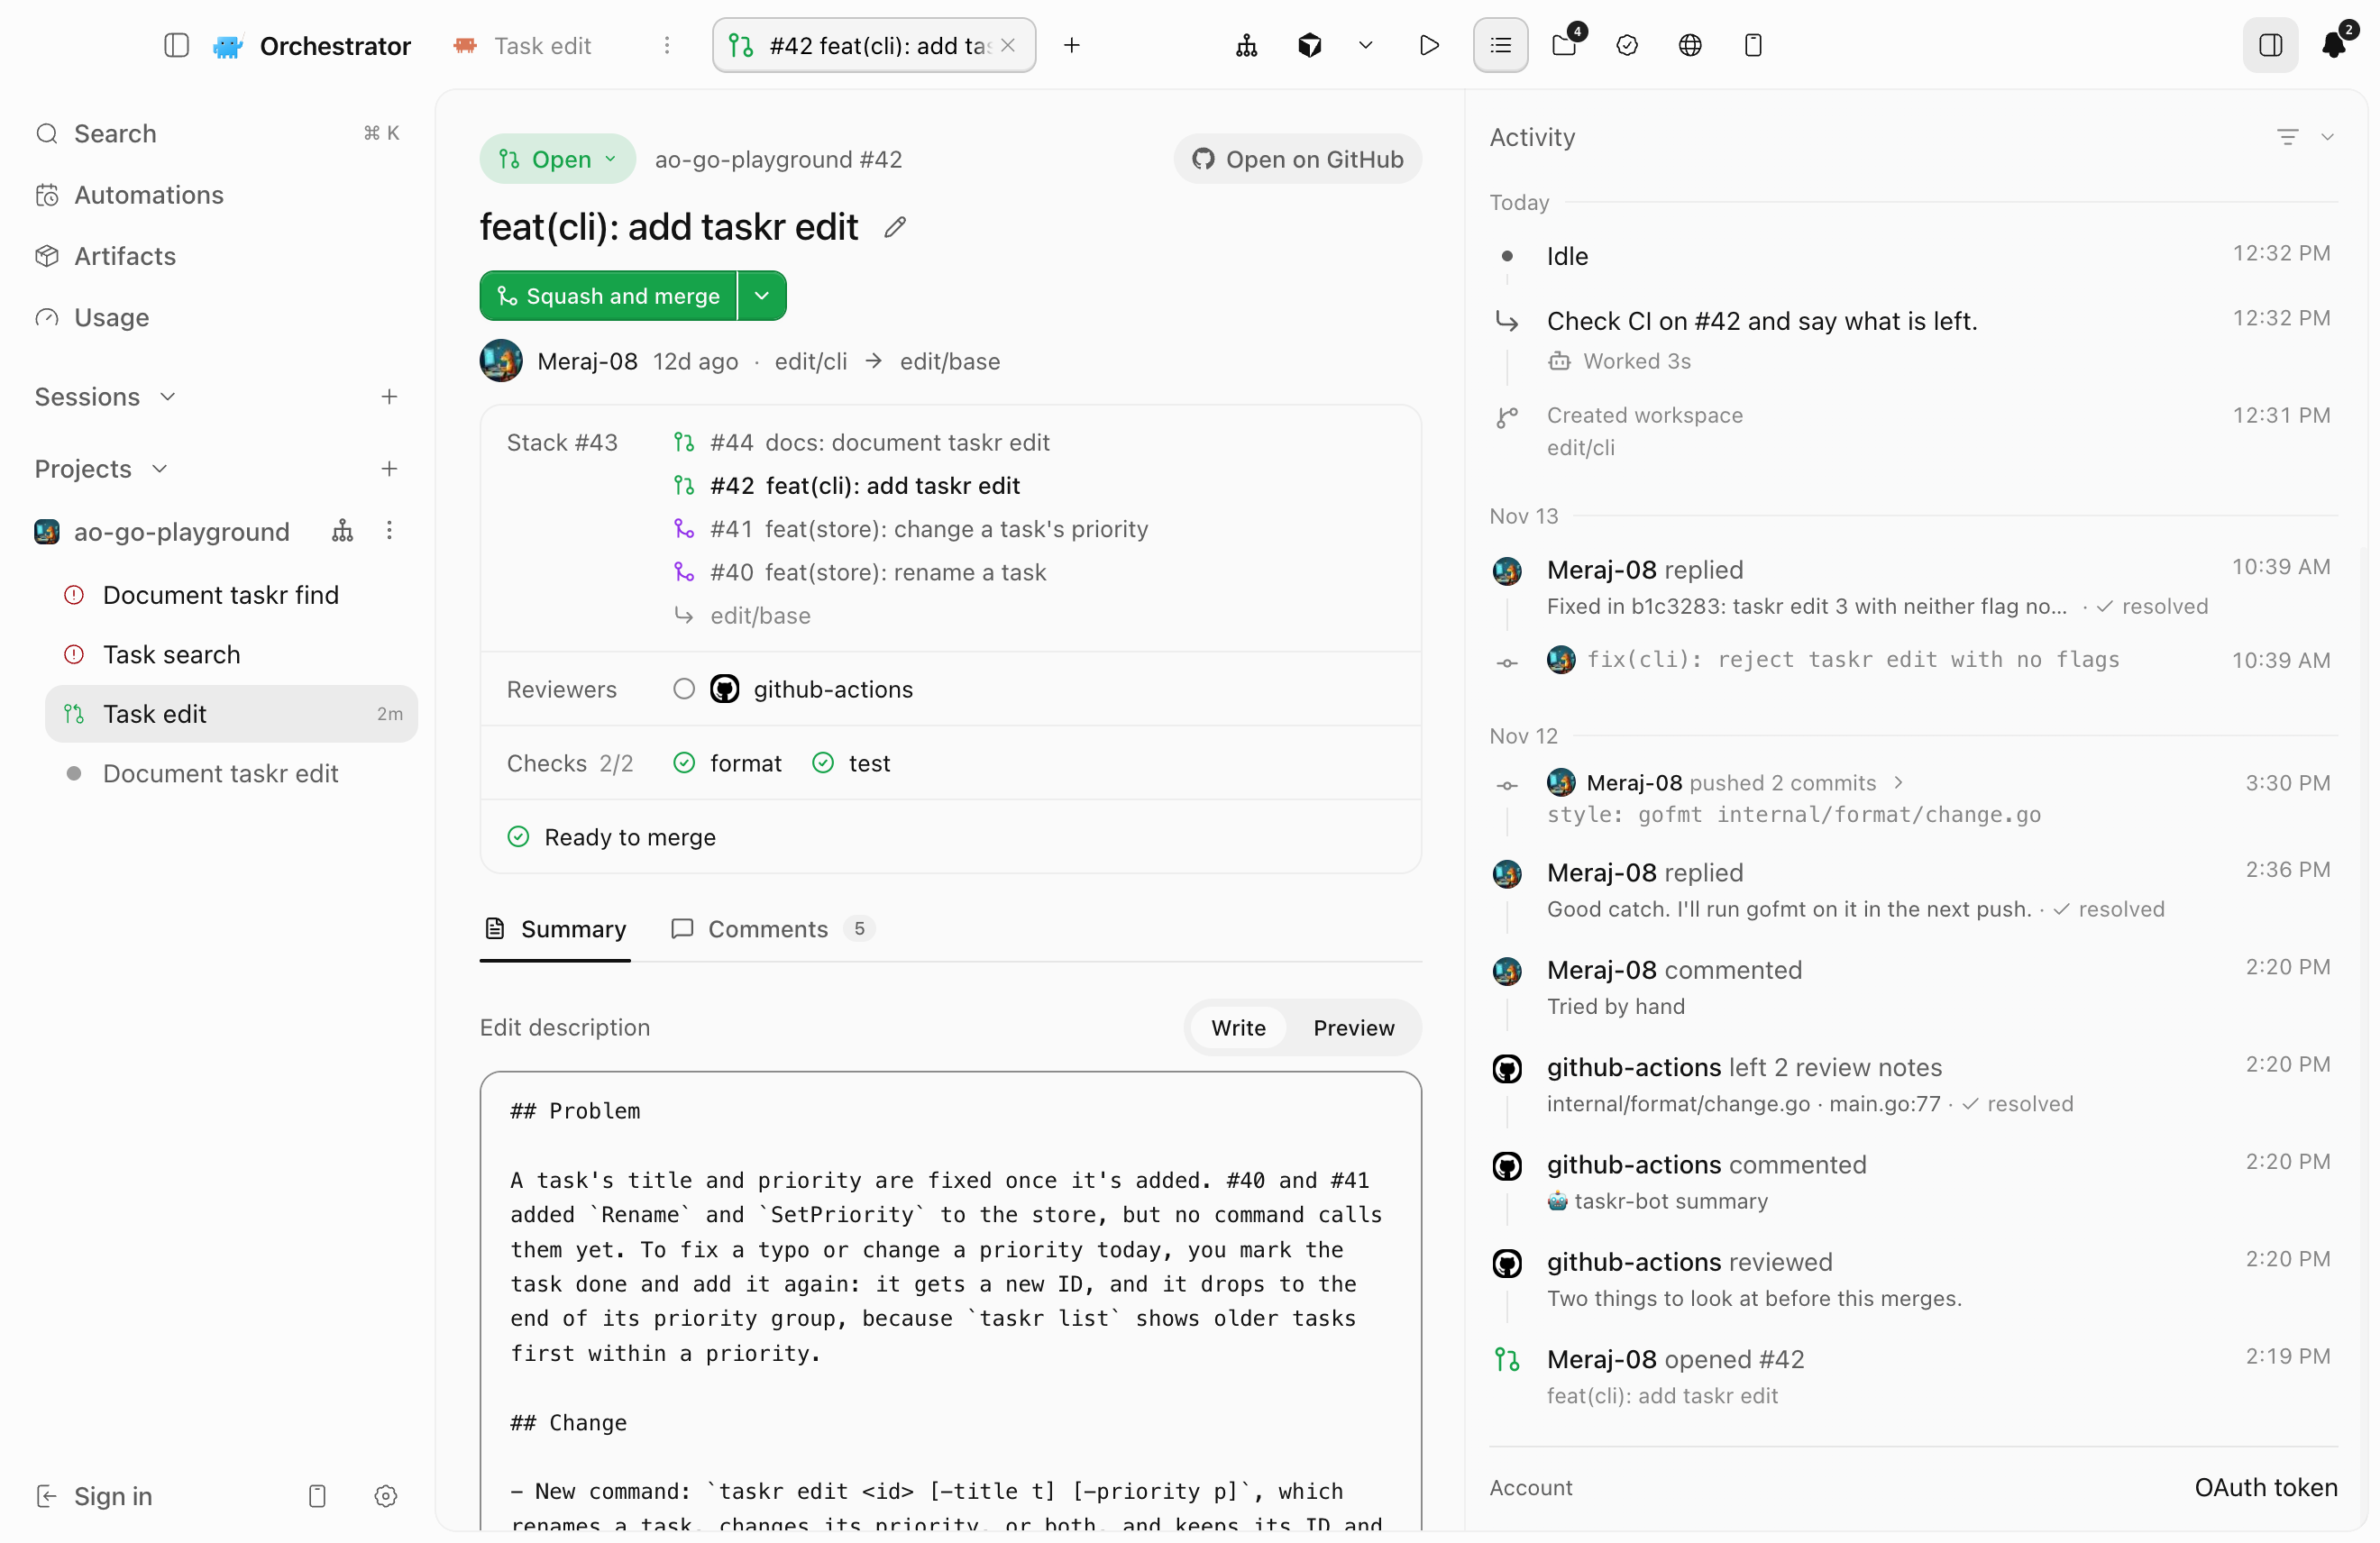 Orchestrator
Task edit
#42 feat(cli): add tas
4
2
Search
⌘ K
Automations
Artifacts
Usage
Sessions
Projects
ao-go-playground
Document taskr find
Task search
Task edit
2m
Document taskr edit
Sign in
Open
ao-go-playground #42
Open on GitHub
feat(cli): add taskr edit
Squash and merge
Meraj-08 12d ago · edit/cli → edit/base
Stack #43
#44 docs: document taskr edit
#42 feat(cli): add taskr edit
#41 feat(store): change a task's priority
#40 feat(store): rename a task
edit/base
Reviewers
github-actions
Checks 2/2
format
test
Ready to merge
Summary
Comments 5
Edit description
Write
Preview
## Problem
A task's title and priority are fixed once it's added. #40 and #41
added `Rename` and `SetPriority` to the store, but no command calls
them yet. To fix a typo or change a priority today, you mark the
task done and add it again: it gets a new ID, and it drops to the
end of its priority group, because `taskr list` shows older tasks
first within a priority.
## Change
- New command: `taskr edit <id> [-title t] [-priority p]`, which
renames a task, changes its priority, or both, and keeps its ID and
Activity
Today
Idle
12:32 PM
Check CI on #42 and say what is left.
12:32 PM
Worked 3s
Created workspace
12:31 PM
edit/cli
Nov 13
Meraj-08 replied
10:39 AM
Fixed in b1c3283: taskr edit 3 with neither flag no... · ✓ resolved
fix(cli): reject taskr edit with no flags
10:39 AM
Nov 12
Meraj-08 pushed 2 commits
3:30 PM
style: gofmt internal/format/change.go
Meraj-08 replied
2:36 PM
Good catch. I'll run gofmt on it in the next push. · ✓ resolved
Meraj-08 commented
2:20 PM
Tried by hand
github-actions left 2 review notes
2:20 PM
internal/format/change.go · main.go:77 · ✓ resolved
github-actions commented
2:20 PM
🤖 taskr-bot summary
github-actions reviewed
2:20 PM
Two things to look at before this merges.
Meraj-08 opened #42
2:19 PM
feat(cli): add taskr edit
Account
OAuth token